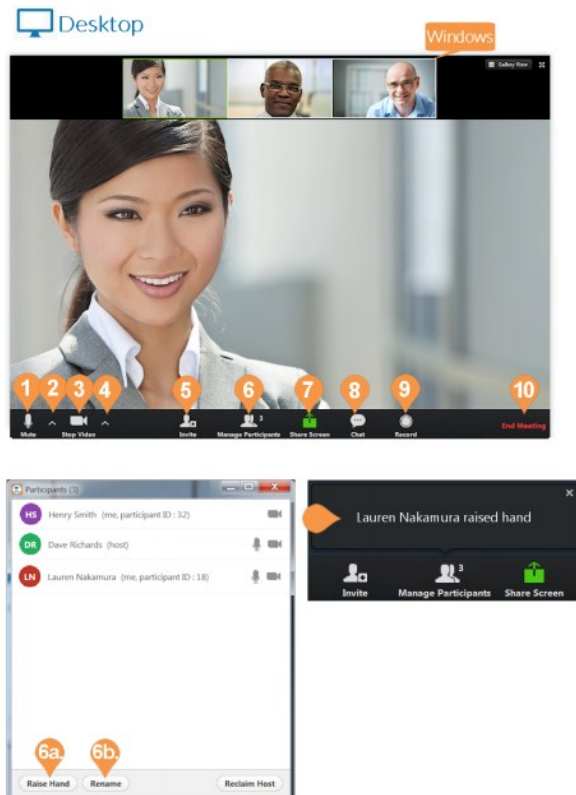 Desktop
Windows
Gallery View
1 2 3 4 5 6 7 8 9 10
Mute Stop Video Invite Manage Participants 3 Share Screen Chat Record End Meeting
Participants (3)
HS Henry Smith (me, participant ID : 32)
DR Dave Richards (host)
LN Lauren Nakamura (me, participant ID : 18)
6a. 6b.
Raise Hand Rename Reclaim Host
Lauren Nakamura raised hand
Invite Manage Participants 3 Share Screen